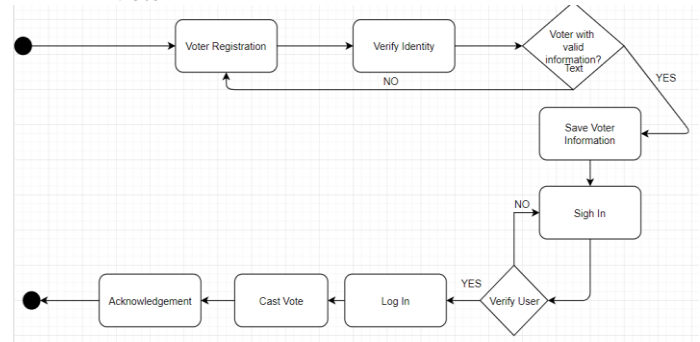 Voter Registration
Verify Identity
Voter with
valid
information?
Text
NO
YES
Save Voter
Information
NO
Sigh In
YES
Acknowledgement
Cast Vote
Log In
Verify User